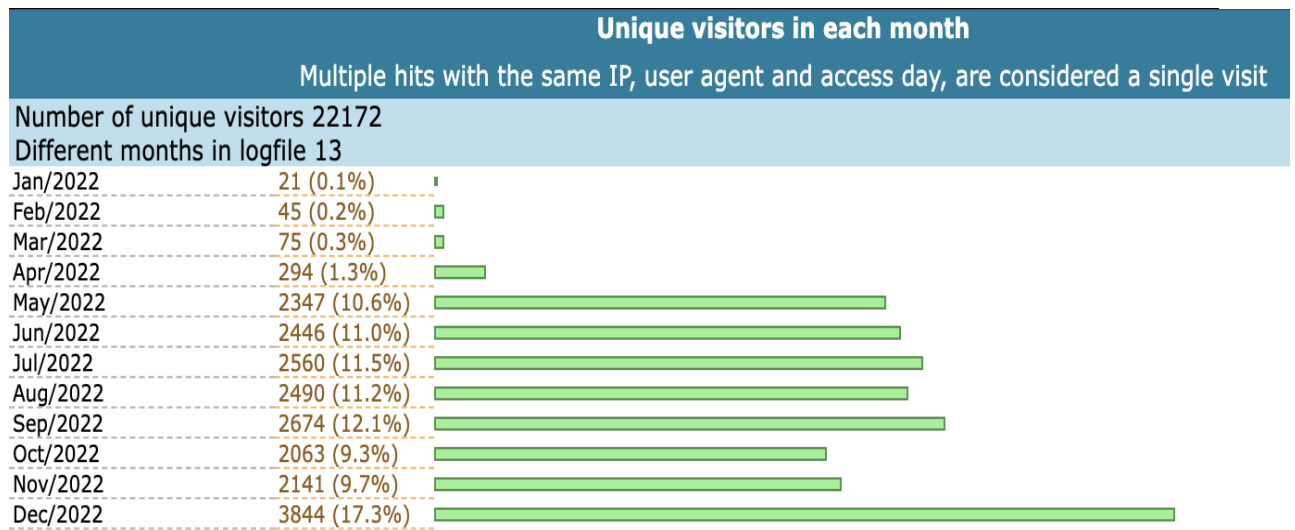 Unique visitors in each month
Multiple hits with the same IP, user agent and access day, are considered a single visit
Number of unique visitors 22172
Different months in logfile 13
Jan/2022 21 (0.1%)
Feb/2022 45 (0.2%)
Mar/2022 75 (0.3%)
Apr/2022 294 (1.3%)
May/2022 2347 (10.6%)
Jun/2022 2446 (11.0%)
Jul/2022 2560 (11.5%)
Aug/2022 2490 (11.2%)
Sep/2022 2674 (12.1%)
Oct/2022 2063 (9.3%)
Nov/2022 2141 (9.7%)
Dec/2022 3844 (17.3%)